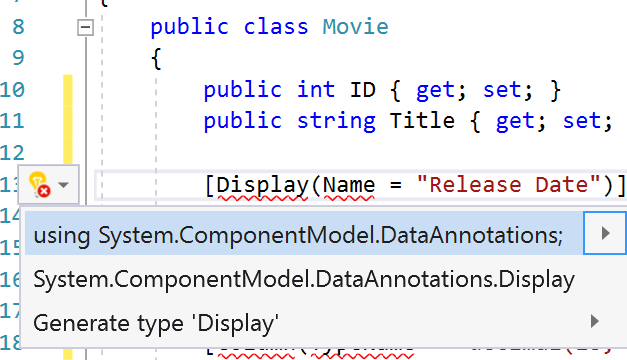 8 public class Movie
9 {
10 public int ID { get; set; }
11 public string Title { get; set;
12
13 [Display(Name = "Release Date")]
14
using System.ComponentModel.DataAnnotations;
15
16
System.ComponentModel.DataAnnotations.Display
17
Generate type 'Display'
18